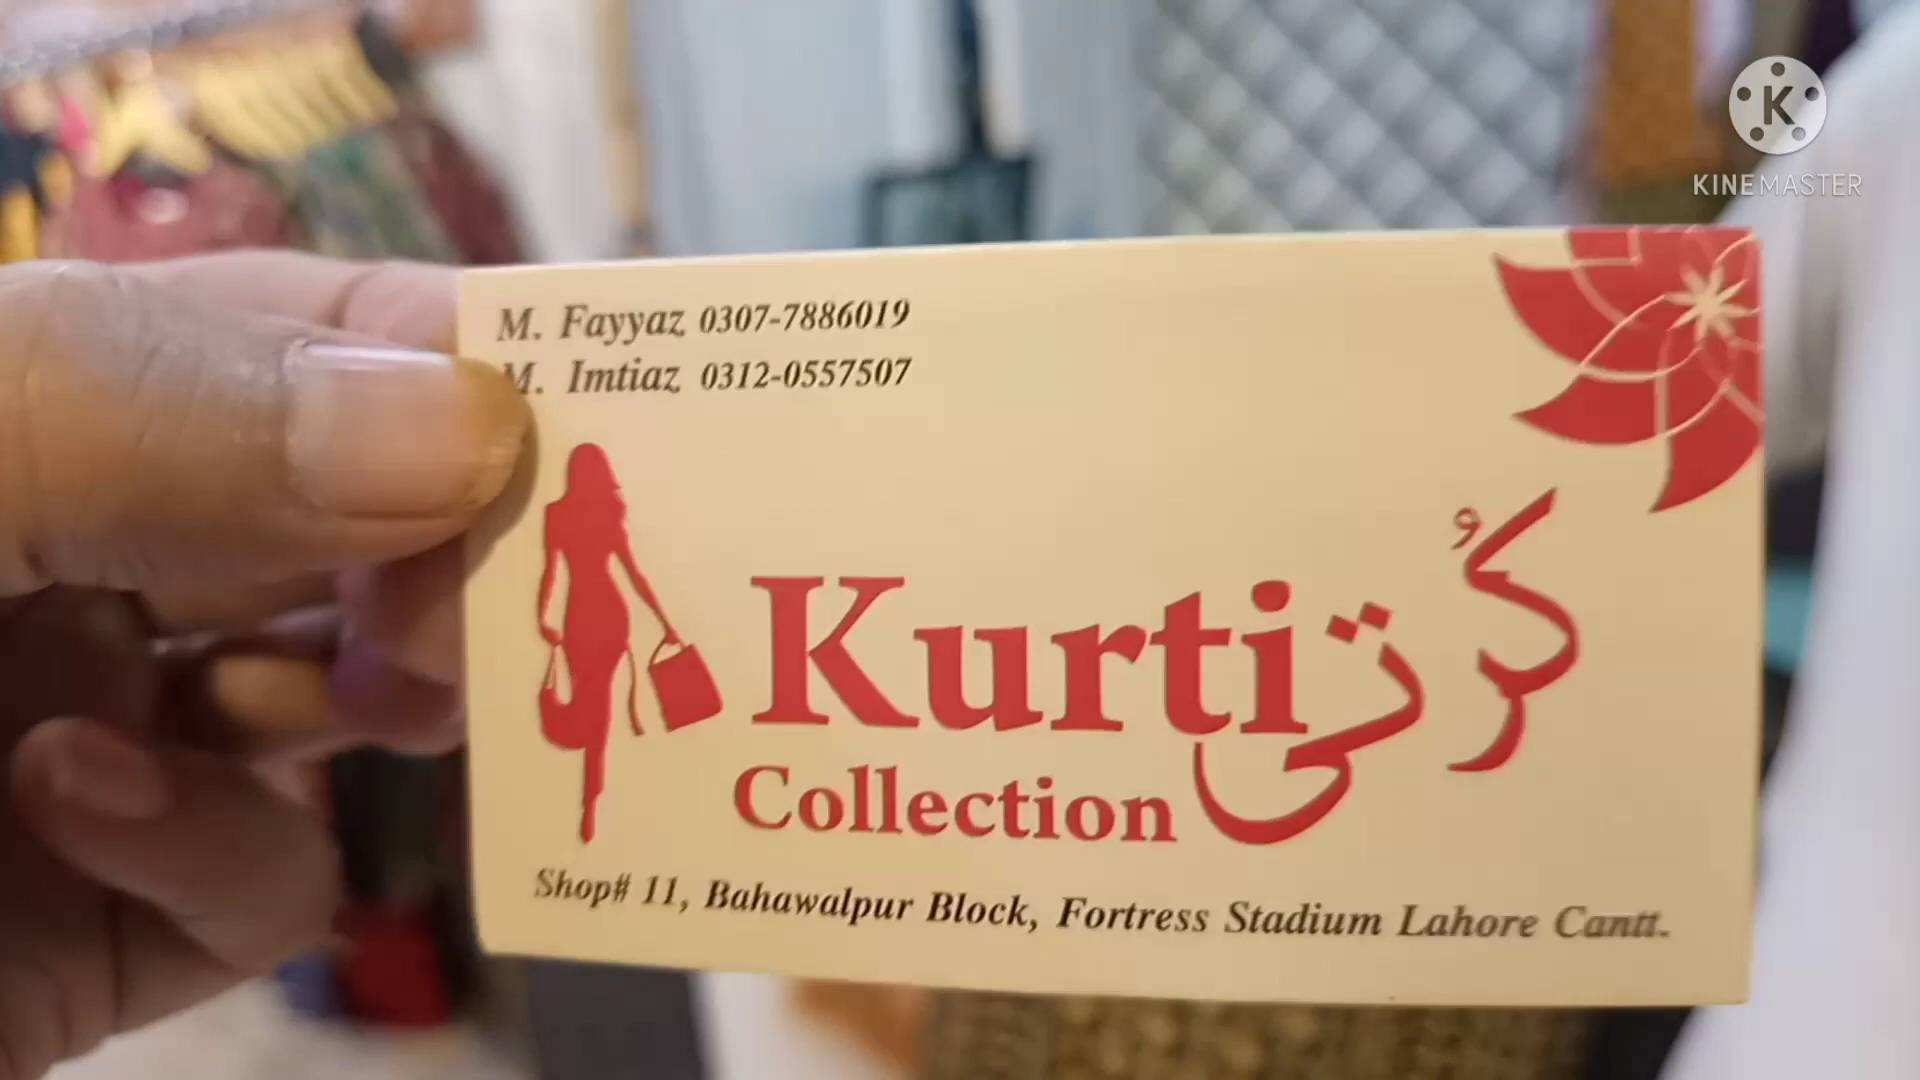 KINEMASTER
M. Fayyaz 0307-7886019
M. Imtiaz 0312-0557507
Kurti کُرتی
Collection
Shop# 11, Bahawalpur Block, Fortress Stadium Lahore Cantt.